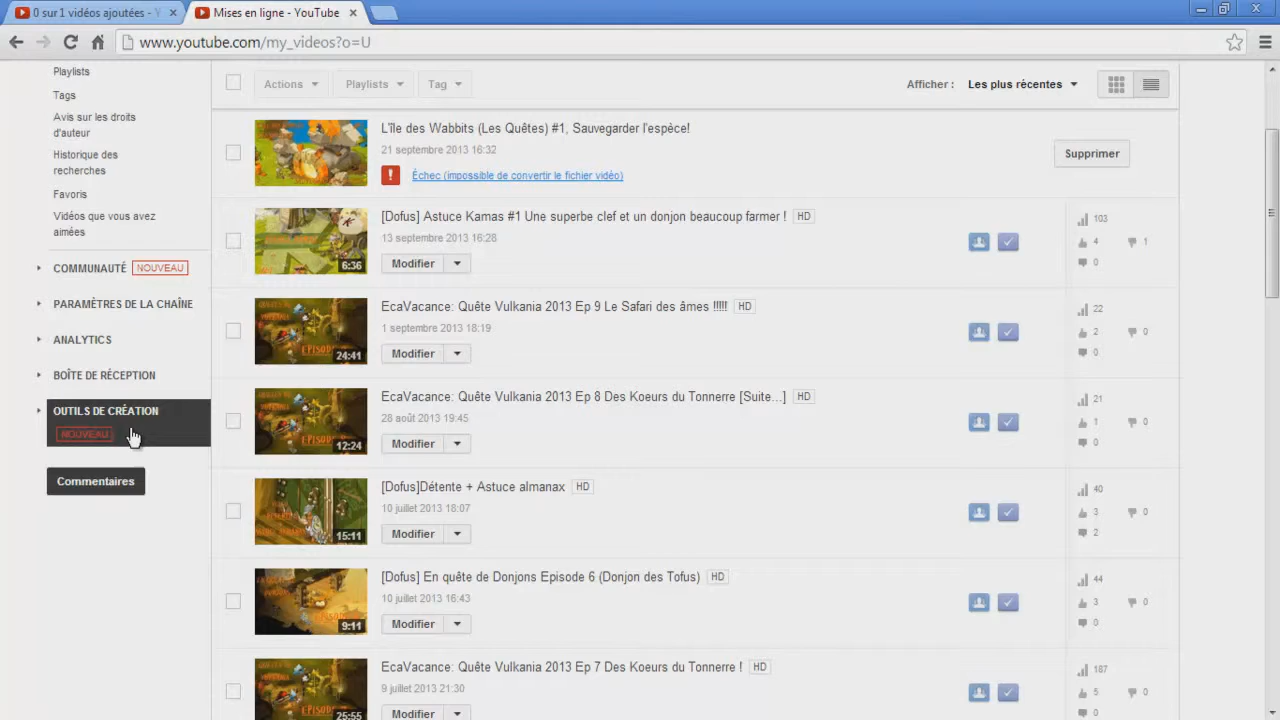 0 sur 1 vidéos ajoutées - Y
Mises en ligne - YouTube
www.youtube.com/my_videos?o=U
Playlists
Tags
Avis sur les droits
d'auteur
Historique des
recherches
Favoris
Vidéos que vous avez
aimées
COMMUNAUTÉ NOUVEAU
PARAMÈTRES DE LA CHAÎNE
ANALYTICS
BOÎTE DE RÉCEPTION
OUTILS DE CRÉATION
NOUVEAU
Commentaires
Actions Playlists Tag Afficher : Les plus récentes
L'île des Wabbits (Les Quêtes) #1, Sauvegarder l'espèce!
21 septembre 2013 16:32
Supprimer
! Échec (impossible de convertir le fichier vidéo)
[Dofus] Astuce Kamas #1 Une superbe clef et un donjon beaucoup farmer ! HD
103
13 septembre 2013 16:28
4 1
6:36
Modifier
0
EcaVacance: Quête Vulkania 2013 Ep 9 Le Safari des âmes !!!!! HD
22
1 septembre 2013 18:19
2 0
EPISODE
24:41
Modifier
0
EcaVacance: Quête Vulkania 2013 Ep 8 Des Koeurs du Tonnerre [Suite...] HD
21
28 août 2013 19:45
1 0
12:24
Modifier
0
[Dofus]Détente + Astuce almanax HD
40
10 juillet 2013 18:07
3 0
15:11
Modifier
2
[Dofus] En quête de Donjons Episode 6 (Donjon des Tofus) HD
44
10 juillet 2013 16:43
3 0
9:11
Modifier
0
EcaVacance: Quête Vulkania 2013 Ep 7 Des Koeurs du Tonnerre ! HD
187
9 juillet 2013 21:30
5 0
25:55
Modifier
0